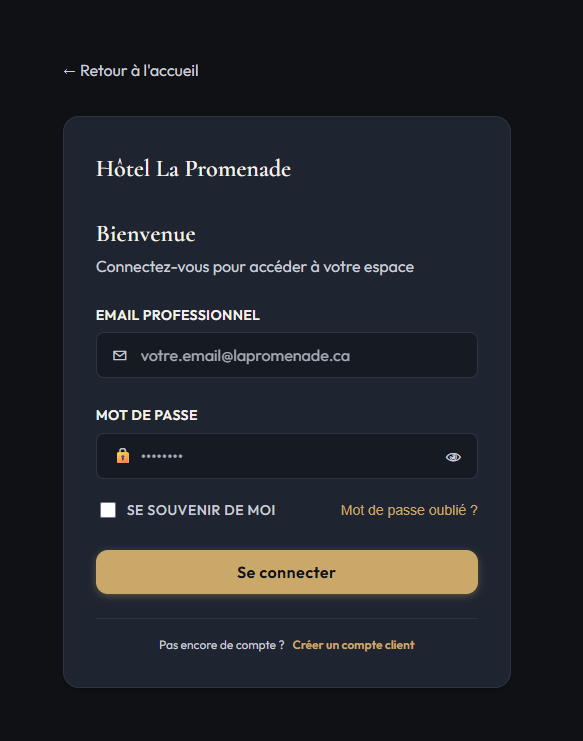 ← Retour à l'accueil
Hôtel La Promenade
Bienvenue
Connectez-vous pour accéder à votre espace
EMAIL PROFESSIONNEL
votre.email@lapromenade.ca
MOT DE PASSE
••••••••
SE SOUVENIR DE MOI Mot de passe oublié ?
Se connecter
Pas encore de compte ? Créer un compte client